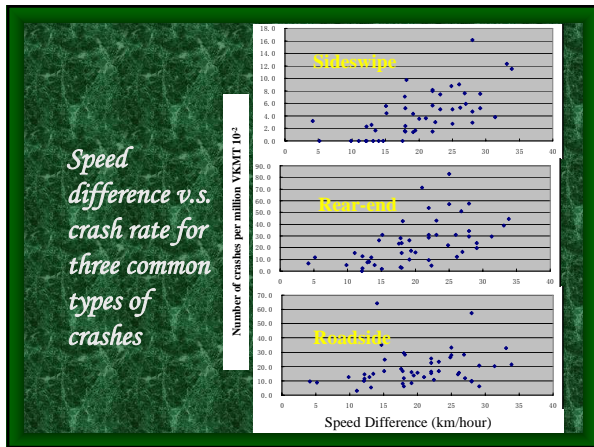 Speed
difference v.s.
crash rate for
three common
types of
crashes
Number of crashes per million VKMT 10-2
18. 0
16. 0
14. 0
12. 0
10. 0
8. 0
6. 0
4. 0
2. 0
0. 0
Sideswipe
0 10 20 30 40
90. 0
80. 0
70. 0
60. 0
50. 0
40. 0
30. 0
20. 0
10. 0
0. 0
Rear-end
0 5 10 15 20 25 30 35 40
70. 0
60. 0
50. 0
40. 0
30. 0
20. 0
10. 0
0. 0
Roadside
0 5 10 15 20 25 30 35 40
Speed Difference (km/hour)